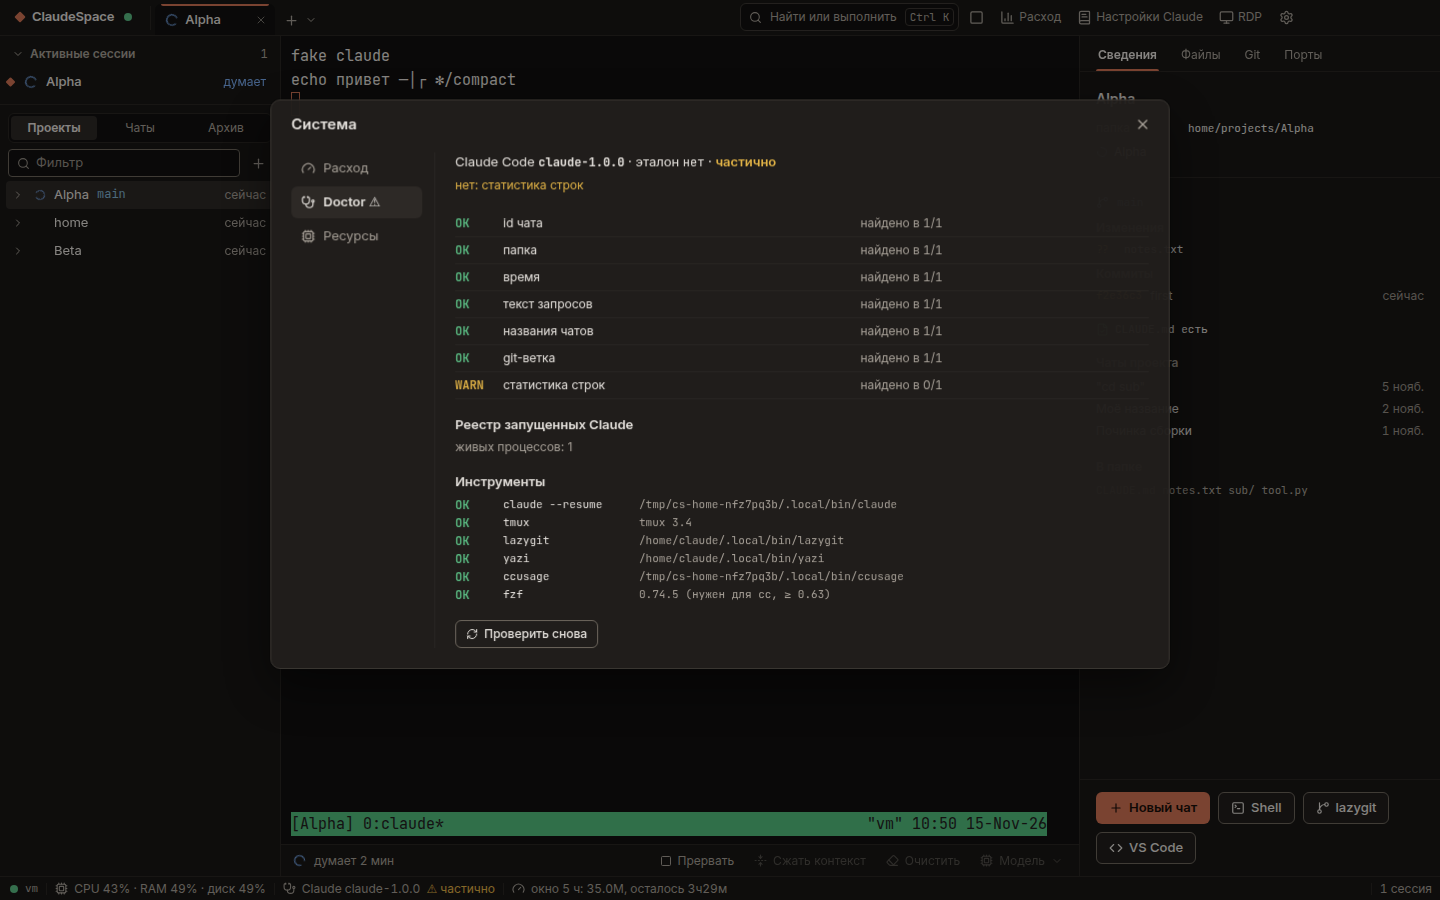 ClaudeSpace
Alpha
Найти или выполнить Ctrl K
Расход
Настройки Claude
RDP
Активные сессии 1
Alpha думает
Проекты Чаты Архив
Фильтр
Alpha main сейчас
home сейчас
Beta сейчас
fake claude
echo привет ─│┌ ✻/compact
Сведения Файлы Git Порты
Alpha
home/projects/Alpha
сейчас
есть
5 нояб.
2 нояб.
1 нояб.
sub/ tool.py
Система
Расход
Doctor ⚠
Ресурсы
Claude Code claude-1.0.0 · эталон нет · частично
нет: статистика строк
OK id чата найдено в 1/1
OK папка найдено в 1/1
OK время найдено в 1/1
OK текст запросов найдено в 1/1
OK названия чатов найдено в 1/1
OK git-ветка найдено в 1/1
WARN статистика строк найдено в 0/1
Реестр запущенных Claude
живых процессов: 1
Инструменты
OK claude --resume /tmp/cs-home-nfz7pq3b/.local/bin/claude
OK tmux tmux 3.4
OK lazygit /home/claude/.local/bin/lazygit
OK yazi /home/claude/.local/bin/yazi
OK ccusage /tmp/cs-home-nfz7pq3b/.local/bin/ccusage
OK fzf 0.74.5 (нужен для cc, ≥ 0.63)
Проверить снова
[Alpha] 0:claude* "vm" 10:50 15-Nov-26
думает 2 мин
Прервать
Сжать контекст
Очистить
Модель
Новый чат
Shell
lazygit
VS Code
vm
CPU 43% · RAM 49% · диск 49%
Claude claude-1.0.0 ⚠ частично
окно 5 ч: 35.0M, осталось 3ч29м
1 сессия